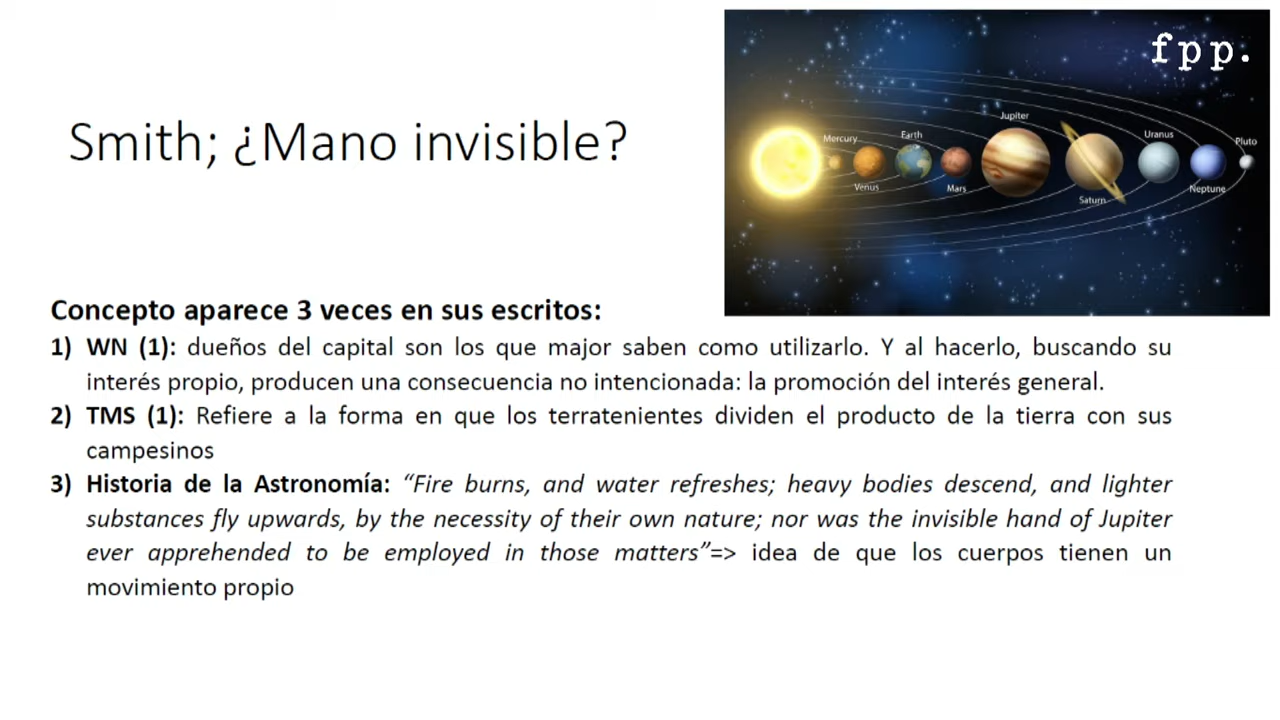 fpp.
Smith; ¿Mano invisible?
Mercury
Venus
Earth
Mars
Jupiter
Saturn
Uranus
Neptune
Pluto
Concepto aparece 3 veces en sus escritos:
1) WN (1): dueños del capital son los que major saben como utilizarlo. Y al hacerlo, buscando su
interés propio, producen una consecuencia no intencionada: la promoción del interés general.
2) TMS (1): Refiere a la forma en que los terratenientes dividen el producto de la tierra con sus
campesinos
3) Historia de la Astronomía: “Fire burns, and water refreshes; heavy bodies descend, and lighter
substances fly upwards, by the necessity of their own nature; nor was the invisible hand of Jupiter
ever apprehended to be employed in those matters”=> idea de que los cuerpos tienen un
movimiento propio